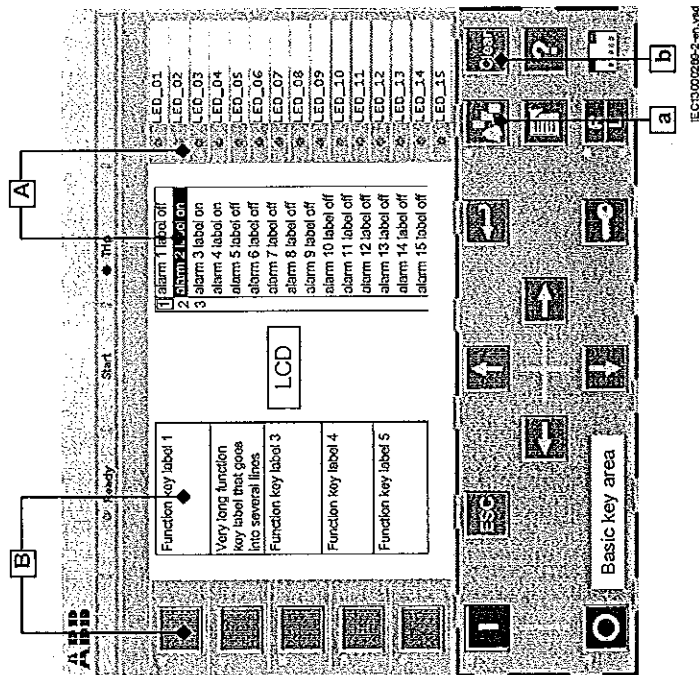 B
A
ABB
Ready
Start
Trip
Function key label 1
Very long function
key label that goes
into several lines
Function key label 3
Function key label 4
Function key label 5
LCD
1 alarm 1 label off
2 alarm 2 label on
3 alarm 3 label on
alarm 4 label on
alarm 5 label off
alarm 6 label off
alarm 7 label off
alarm 8 label off
alarm 9 label off
alarm 10 label off
alarm 11 label off
alarm 12 label off
alarm 13 label off
alarm 14 label off
alarm 15 label off
LED_01
LED_02
LED_03
LED_04
LED_05
LED_06
LED_07
LED_08
LED_09
LED_10
LED_11
LED_12
LED_13
LED_14
LED_15
ESC
Clear
?
Basic key area
a
b